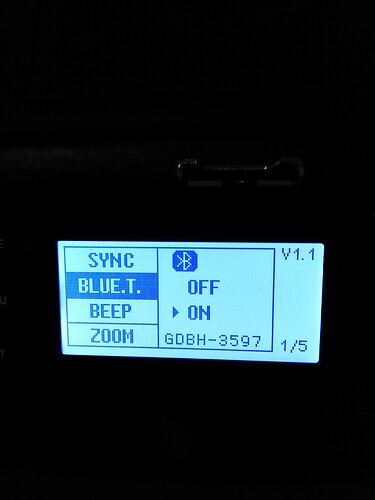 SYNC
BLUE.T.
BEEP
ZOOM
OFF
ON
GDBH-3597
V1.1
1/5